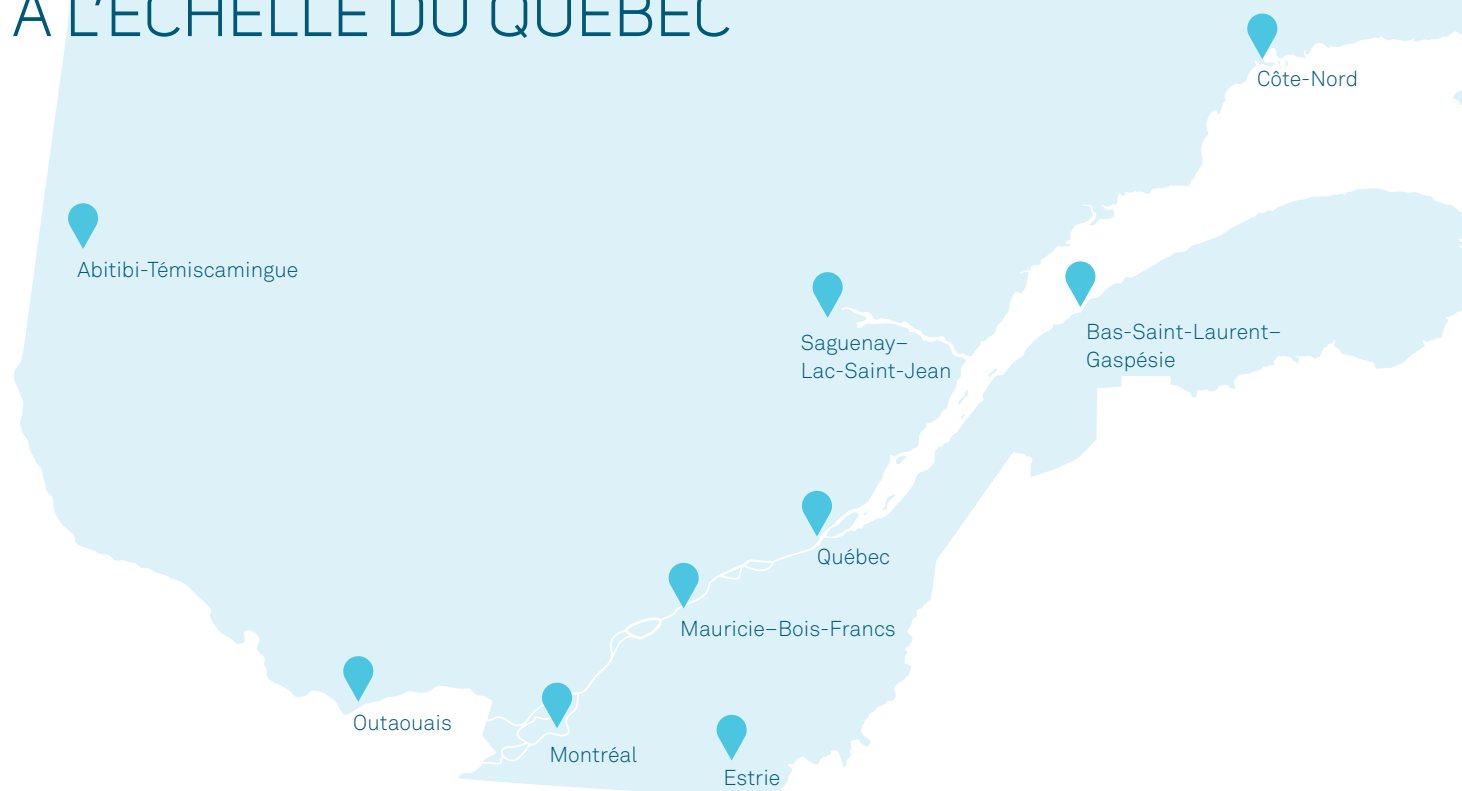 À L'ÉCHELLE DU QUÉBEC
Côte-Nord
Abitibi-Témiscamingue
Saguenay–
Lac-Saint-Jean
Bas-Saint-Laurent–
Gaspésie
Québec
Mauricie–Bois-Francs
Outaouais
Montréal
Estrie